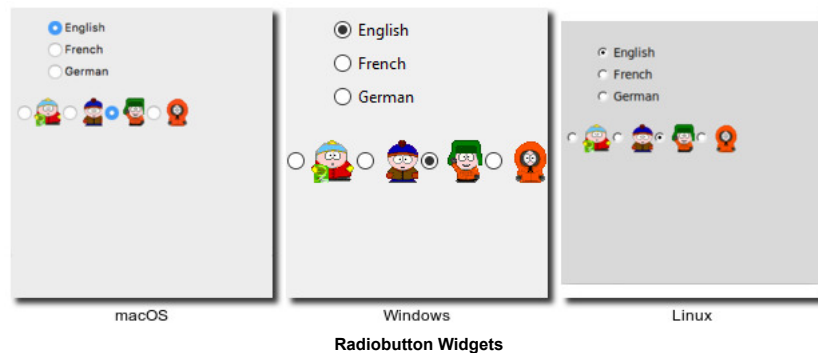 English
French
German
English
French
German
English
French
German
macOS
Windows
Linux
Radiobutton Widgets